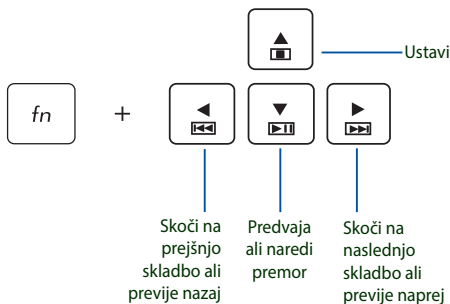 Ustavi
fn
+
Skoči na
prejšnjo
skladbo ali
previje nazaj
Predvaja
ali naredi
premor
Skoči na
naslednjo
skladbo ali
previje naprej